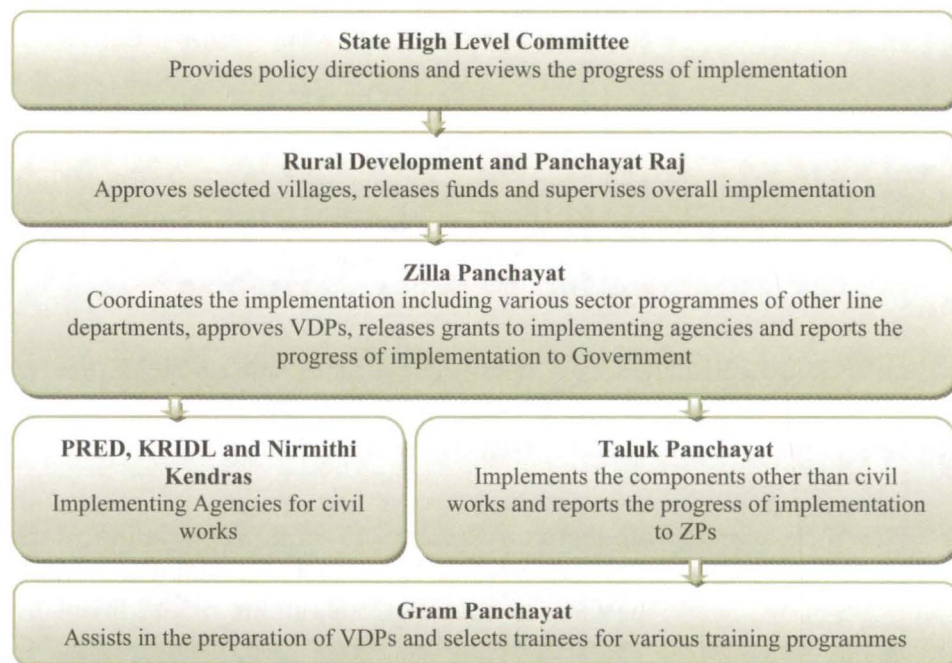 State High Level Committee
Provides policy directions and reviews the progress of implementation
Rural Development and Panchayat Raj
Approves selected villages, releases funds and supervises overall implementation
Zilla Panchayat
Coordinates the implementation including various sector programmes of other line
departments, approves VDPs, releases grants to implementing agencies and reports the
progress of implementation to Government
PRED, KRIDL and Nirmithi
Kendras
Implementing Agencies for civil
works
Taluk Panchayat
Implements the components other than civil
works and reports the progress of implementation
to ZPs
Gram Panchayat
Assists in the preparation of VDPs and selects trainees for various training programmes